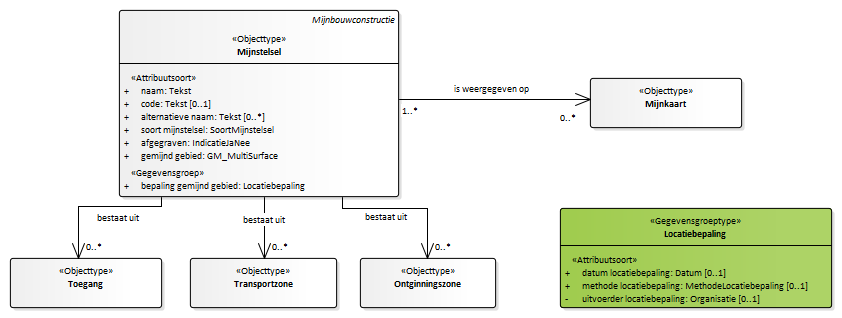 Mijnbouwconstructie
«Objecttype»
Mijnstelsel
«Attribuutsoort»
+ naam: Tekst
+ code: Tekst [0..1]
+ alternatieve naam: Tekst [0..*]
+ soort mijnstelsel: SoortMijnstelsel
+ afgegraven: IndicatieJaNee
+ gemijnd gebied: GM_MultiSurface
«Gegevensgroep»
+ bepaling gemijnd gebied: Locatiebepaling
is weergegeven op
1..*
0..*
«Objecttype»
Mijnkaart
bestaat uit
0..*
bestaat uit
0..*
bestaat uit
0..*
«Objecttype»
Toegang
«Objecttype»
Transportzone
«Objecttype»
Ontginningszone
«Gegevensgroeptype»
Locatiebepaling
«Attribuutsoort»
+ datum locatiebepaling: Datum [0..1]
+ methode locatiebepaling: MethodeLocatiebepaling [0..1]
- uitvoerder locatiebepaling: Organisatie [0..1]